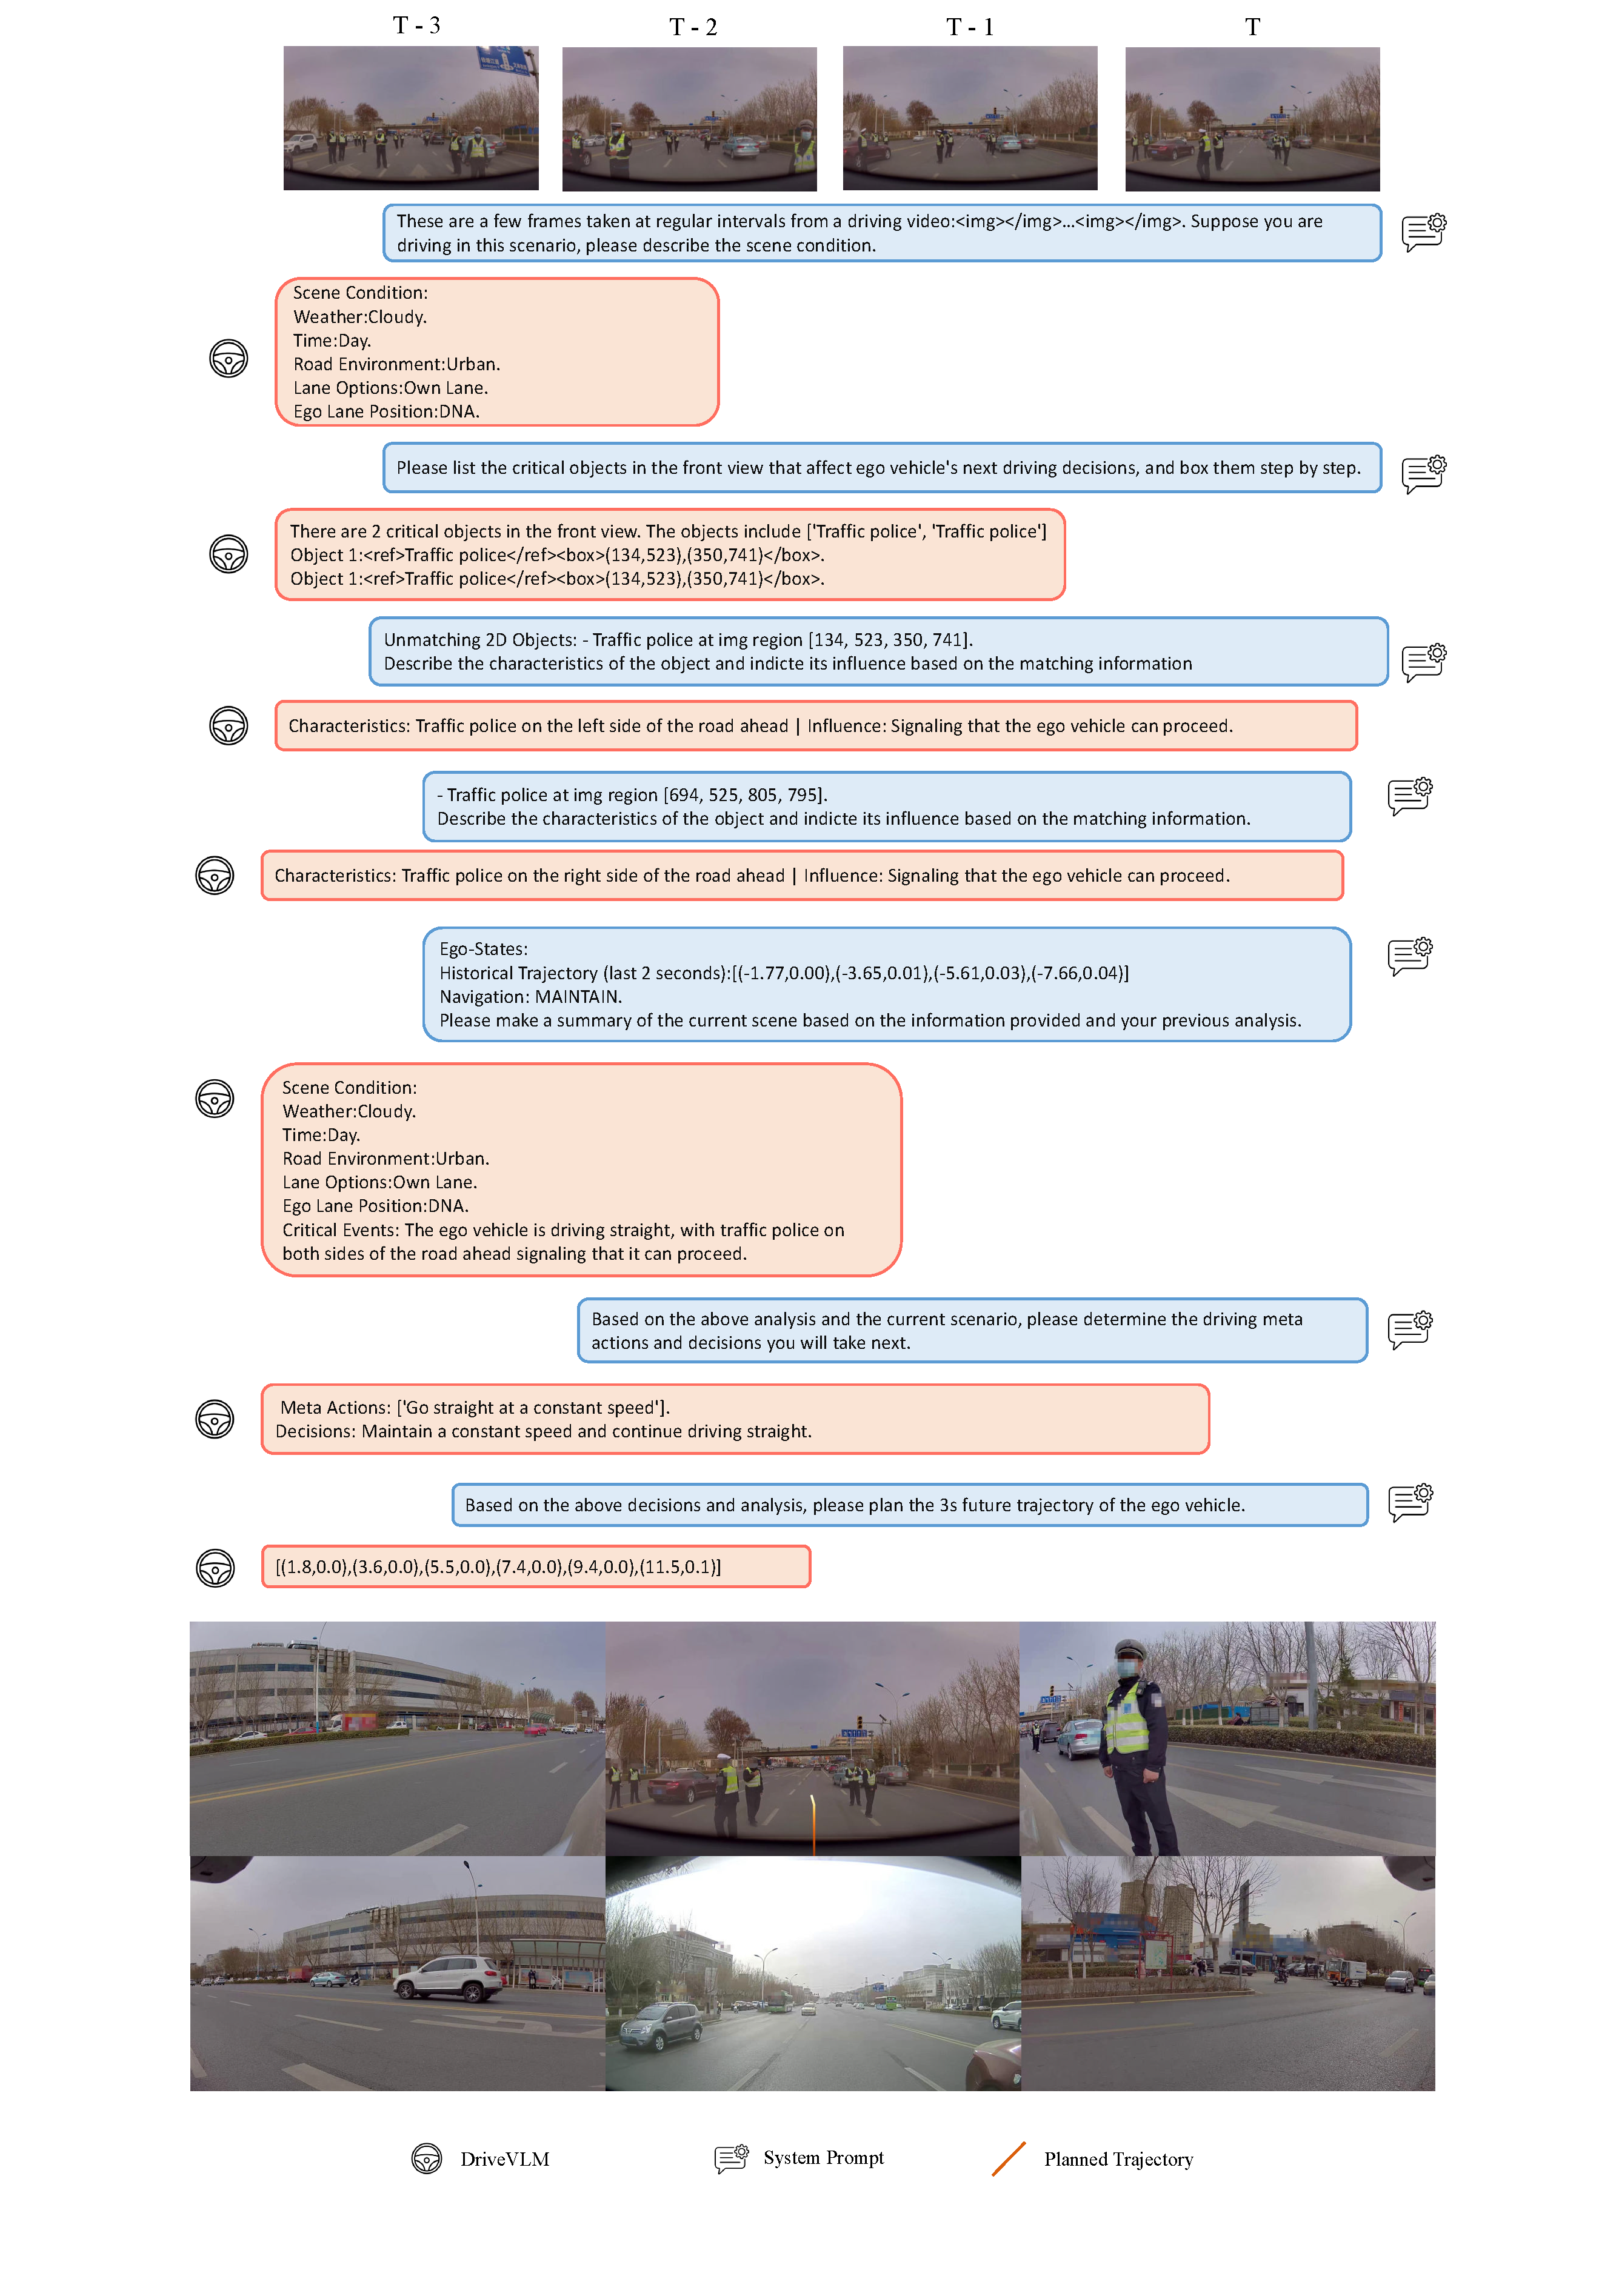 T - 3
T - 2
T - 1
T
These are a few frames taken at regular intervals from a driving video:<img></img>...<img></img>. Suppose you are
driving in this scenario, please describe the scene condition.
Scene Condition:
Weather:Cloudy.
Time:Day.
Road Environment:Urban.
Lane Options:Own Lane.
Ego Lane Position:DNA.
Please list the critical objects in the front view that affect ego vehicle's next driving decisions, and box them step by step.
There are 2 critical objects in the front view. The objects include ['Traffic police', 'Traffic police']
Object 1:<ref>Traffic police</ref><box>(134,523),(350,741)</box>.
Object 1:<ref>Traffic police</ref><box>(134,523),(350,741)</box>.
Unmatching 2D Objects: - Traffic police at img region [134, 523, 350, 741].
Describe the characteristics of the object and indicte its influence based on the matching information
Characteristics: Traffic police on the left side of the road ahead | Influence: Signaling that the ego vehicle can proceed.
- Traffic police at img region [694, 525, 805, 795].
Describe the characteristics of the object and indicte its influence based on the matching information.
Characteristics: Traffic police on the right side of the road ahead | Influence: Signaling that the ego vehicle can proceed.
Ego-States:
Historical Trajectory (last 2 seconds):[(-1.77,0.00),(-3.65,0.01),(-5.61,0.03),(-7.66,0.04)]
Navigation: MAINTAIN.
Please make a summary of the current scene based on the information provided and your previous analysis.
Scene Condition:
Weather:Cloudy.
Time:Day.
Road Environment:Urban.
Lane Options:Own Lane.
Ego Lane Position:DNA.
Critical Events: The ego vehicle is driving straight, with traffic police on
both sides of the road ahead signaling that it can proceed.
Based on the above analysis and the current scenario, please determine the driving meta
actions and decisions you will take next.
Meta Actions: ['Go straight at a constant speed'].
Decisions: Maintain a constant speed and continue driving straight.
Based on the above decisions and analysis, please plan the 3s future trajectory of the ego vehicle.
[(1.8,0.0),(3.6,0.0),(5.5,0.0),(7.4,0.0),(9.4,0.0),(11.5,0.1)]
DriveVLM
System Prompt
Planned Trajectory